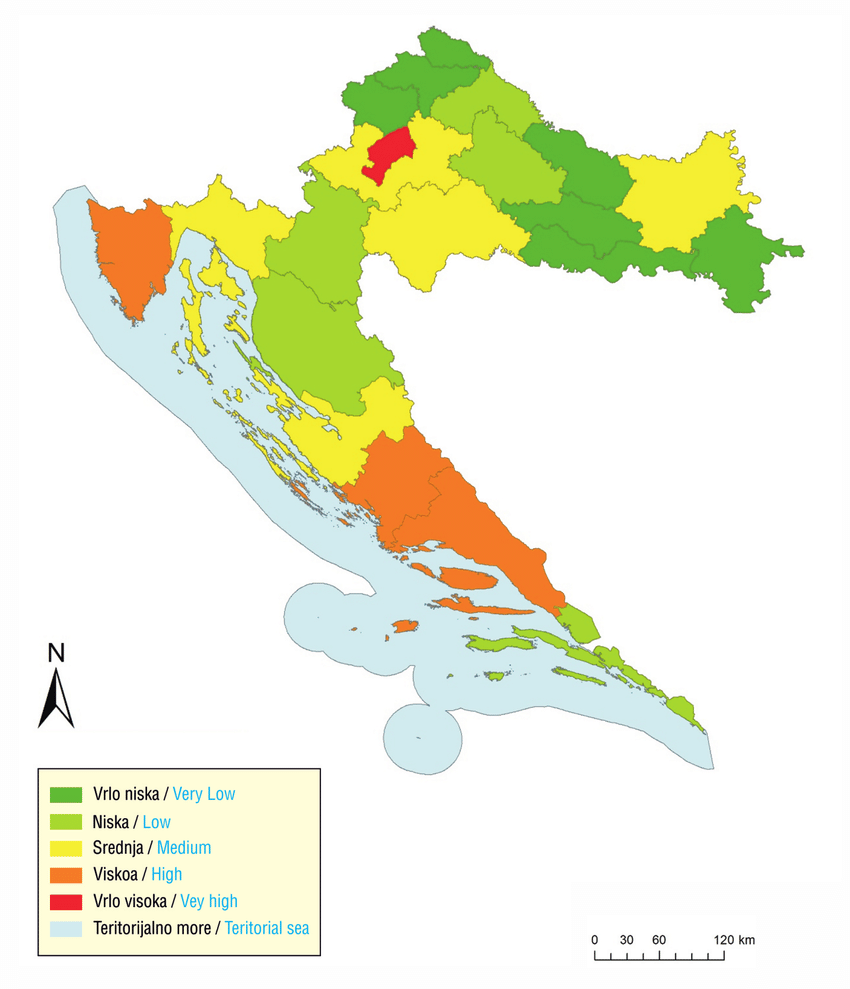 N
Vrlo niska / Very Low
Niska / Low
Srednja / Medium
Viskoa / High
Vrlo visoka / Vey high
Teritorijalno more / Teritorial sea
0 30 60 120 km